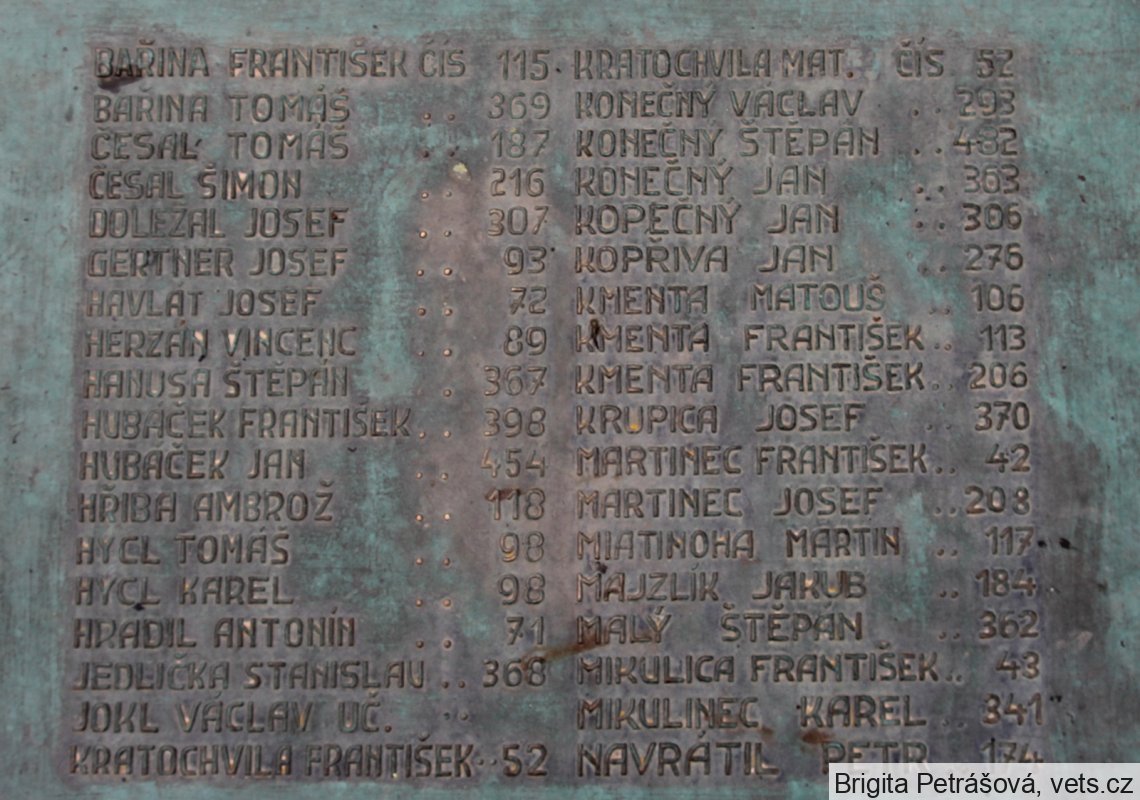 BAŘINA FRANTIŠEK ČÍS 115
BAŘINA TOMÁŠ .. 369
ČESAL TOMÁŠ .. 187
ČESAL ŠIMON .. 216
DOLEŽAL JOSEF .. 307
GERTNER JOSEF .. 93
HAVLÁT JOSEF .. 72
HERZÁN VINCENC .. 89
HANUSA ŠTĚPÁN .. 367
HUBÁČEK FRANTIŠEK .. 398
HUBAČEK JAN .. 454
HŘIBA AMBROŽ .. 118
HYCL TOMÁŠ .. 98
HYCL KAREL .. 98
HRADIL ANTONÍN .. 71
JEDLIČKA STANISLAV .. 368
JOKL VÁCLAV UČ. ..
KRATOCHVILA FRANTIŠEK .. 52
KRATOCHVILA MAT. ČÍS 52
KONEČNÝ VÁCLAV .. 293
KONEČNY ŠTĚPÁN .. 482
KONEČNÝ JAN .. 363
KOPEČNÝ JAN .. 306
KOPŘIVA JAN .. 276
KMENTA MATOUŠ .. 106
KMENTA FRANTIŠEK .. 113
KMENTA FRANTIŠEK .. 206
KRUPICA JOSEF .. 370
MARTINEC FRANTIŠEK .. 42
MARTINEC JOSEF .. 208
MIATINOHA MARTIN .. 117
MAJZLÍK JAKUB .. 184
MALÝ ŠTĚPÁN .. 362
MIKULICA FRANTIŠEK .. 43
MIKULINEC KAREL .. 341
NAVRÁTIL PETR .. 174
Brigita Petrášová, vets.cz